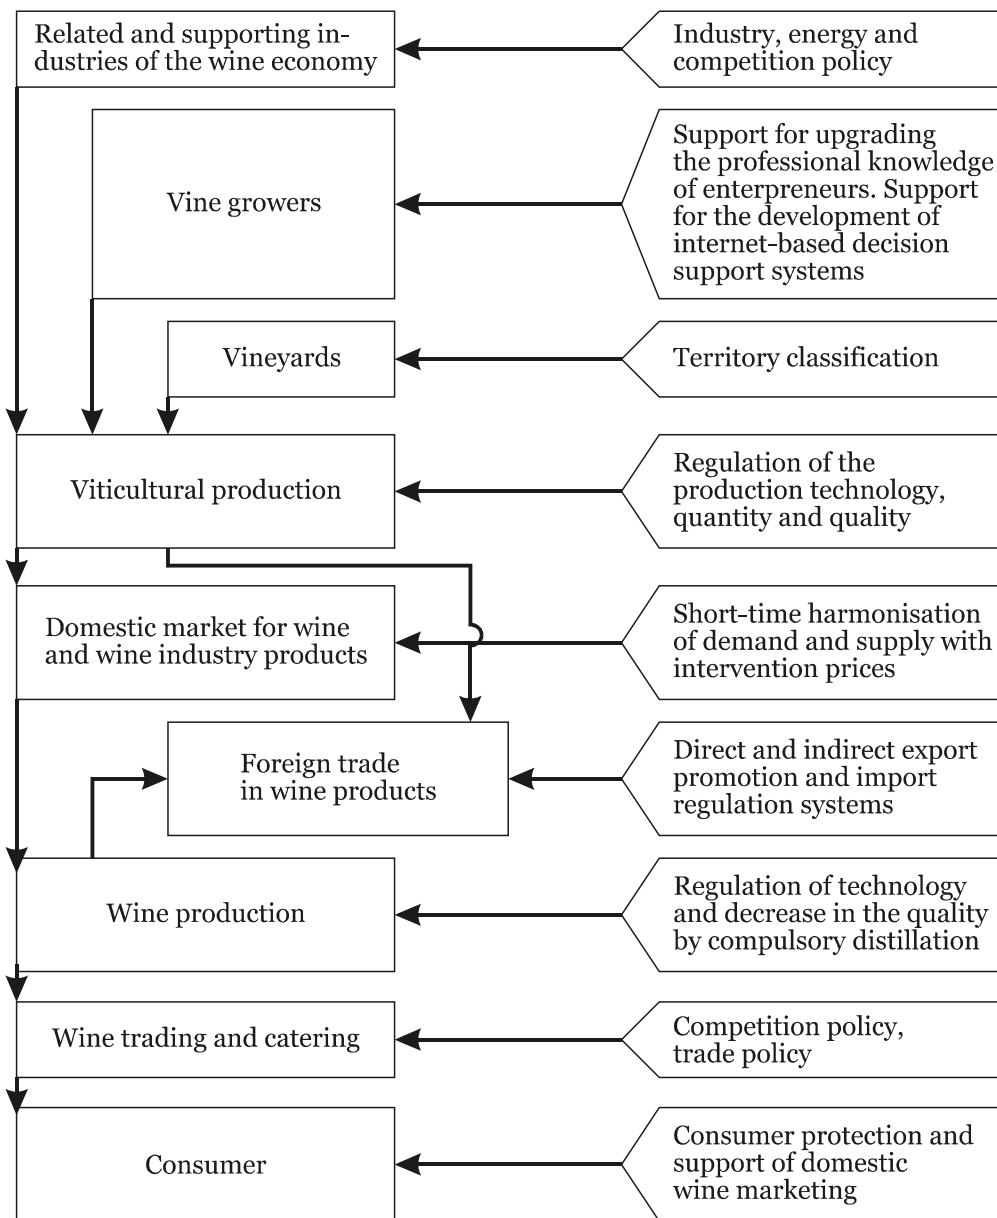 Related and supporting in-
dustries of the wine economy
Industry, energy and
competition policy
Vine growers
Support for upgrading
the professional knowledge
of enterpreneurs. Support
for the development of
internet-based decision
support systems
Vineyards
Territory classification
Viticultural production
Regulation of the
production technology,
quantity and quality
Domestic market for wine
and wine industry products
Short-time harmonisation
of demand and supply with
intervention prices
Foreign trade
in wine products
Direct and indirect export
promotion and import
regulation systems
Wine production
Regulation of technology
and decrease in the quality
by compulsory distillation
Wine trading and catering
Competition policy,
trade policy
Consumer
Consumer protection and
support of domestic
wine marketing